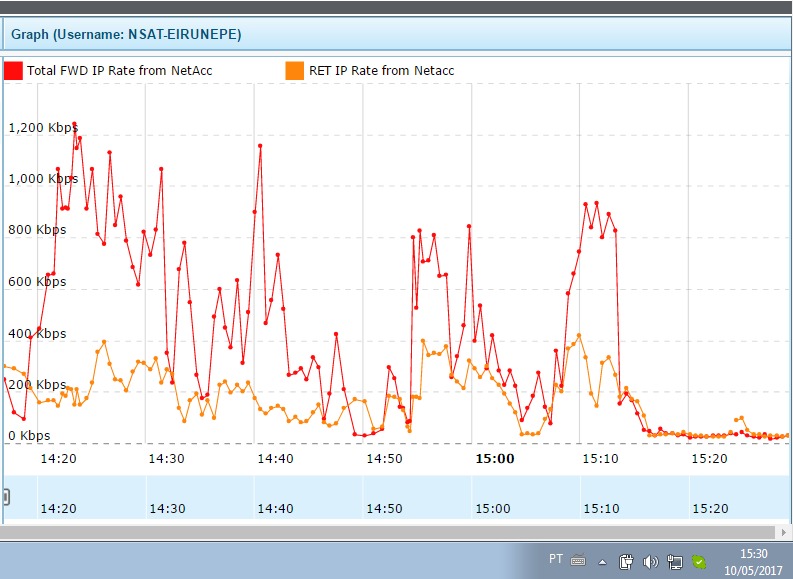 Graph (Username: NSAT-EIRUNEPE)
Total FWD IP Rate from NetAcc RET IP Rate from Netacc
1,200 Kbps
1,000 Kbps
800 Kbps
600 Kbps
400 Kbps
200 Kbps
0 Kbps
14:20 14:30 14:40 14:50 15:00 15:10 15:20
14:20 14:30 14:40 14:50 15:00 15:10 15:20
PT 15:30
10/05/2017